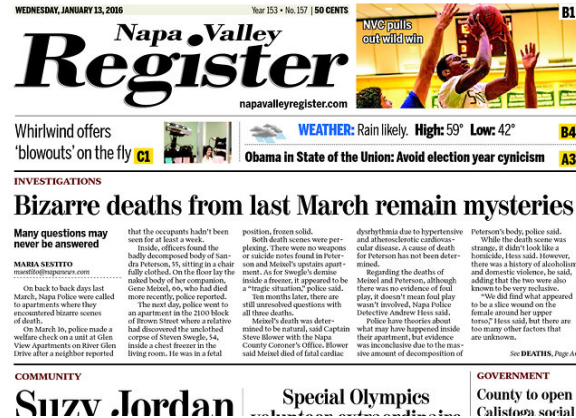 WEDNESDAY, JANUARY 13, 2016
Year 153 • No. 157 | 50 CENTS
Napa Valley
Register
napavalleyregister.com
NVC pulls
out wild win
B1
Whirlwind offers
'blowouts' on the fly C1
WEATHER: Rain likely. High: 59° Low: 42°
B4
Obama in State of the Union: Avoid election year cynicism
A3
INVESTIGATIONS
Bizarre deaths from last March remain mysteries
Many questions may
never be answered
MARIA SESTITO
msestito@napanews.com
On back to back days last
March, Napa Police were called
to apartments where they
encountered bizarre scenes
of death.
On March 16, police made a
welfare check on a unit at Glen
View Apartments on River Glen
Drive after a neighbor reported
that the occupants hadn't been
seen for at least a week.
Inside, officers found the
badly decomposed body of San-
dra Peterson, 55, sitting in a chair
fully clothed. On the floor lay the
naked body of her companion,
Gene Meisel, 66, who had died
more recently, police reported.
The next day, police went to
an apartment in the 2100 block
of Brown Street where a relative
had discovered the unclothed
corpse of Steven Swegle, 54,
inside a chest freezer in the
living room. He was in a fetal
position, frozen solid.
Both death scenes were per-
plexing. There were no weapons
or suicide notes found in Peter-
son and Meisel's upstairs apart-
ment. As for Swegle's demise
inside a freezer, it appeared to be
a "tragic situation," police said.
Ten months later, there are
still unresolved questions with
all three deaths.
Meisel's death was deter-
mined to be natural, said Captain
Steve Blower with the Napa
County Coroner's Office. Blower
said Meisel died of fatal cardiac
dysrhythmia due to hypertensive
and atherosclerotic cardiovas-
cular disease. A cause of death
for Peterson has not been deter-
mined.
Regarding the deaths of
Meisel and Peterson, although
there was no evidence of foul
play, it doesn't mean foul play
wasn't involved, Napa Police
Detective Andrew Hess said.
Police have theories about
what may have happened inside
their apartment, but evidence
was inconclusive due to the mas-
sive amount of decomposition of
Peterson's body, police said.
While the death scene was
strange, it didn't look like a
homicide, Hess said. However,
there was a history of alcoholism
and domestic violence, he said,
adding that the two also were
known to be very reclusive.
"We did find what appeared
to be a slice wound on the
female around her upper
torso," Hess said, but there are
too many other factors that
are unknown.
See DEATHS, Page A
COMMUNITY
Suzy Jordan
Special Olympics
volunteer extraordinaire
GOVERNMENT
County to open
Calistoga social